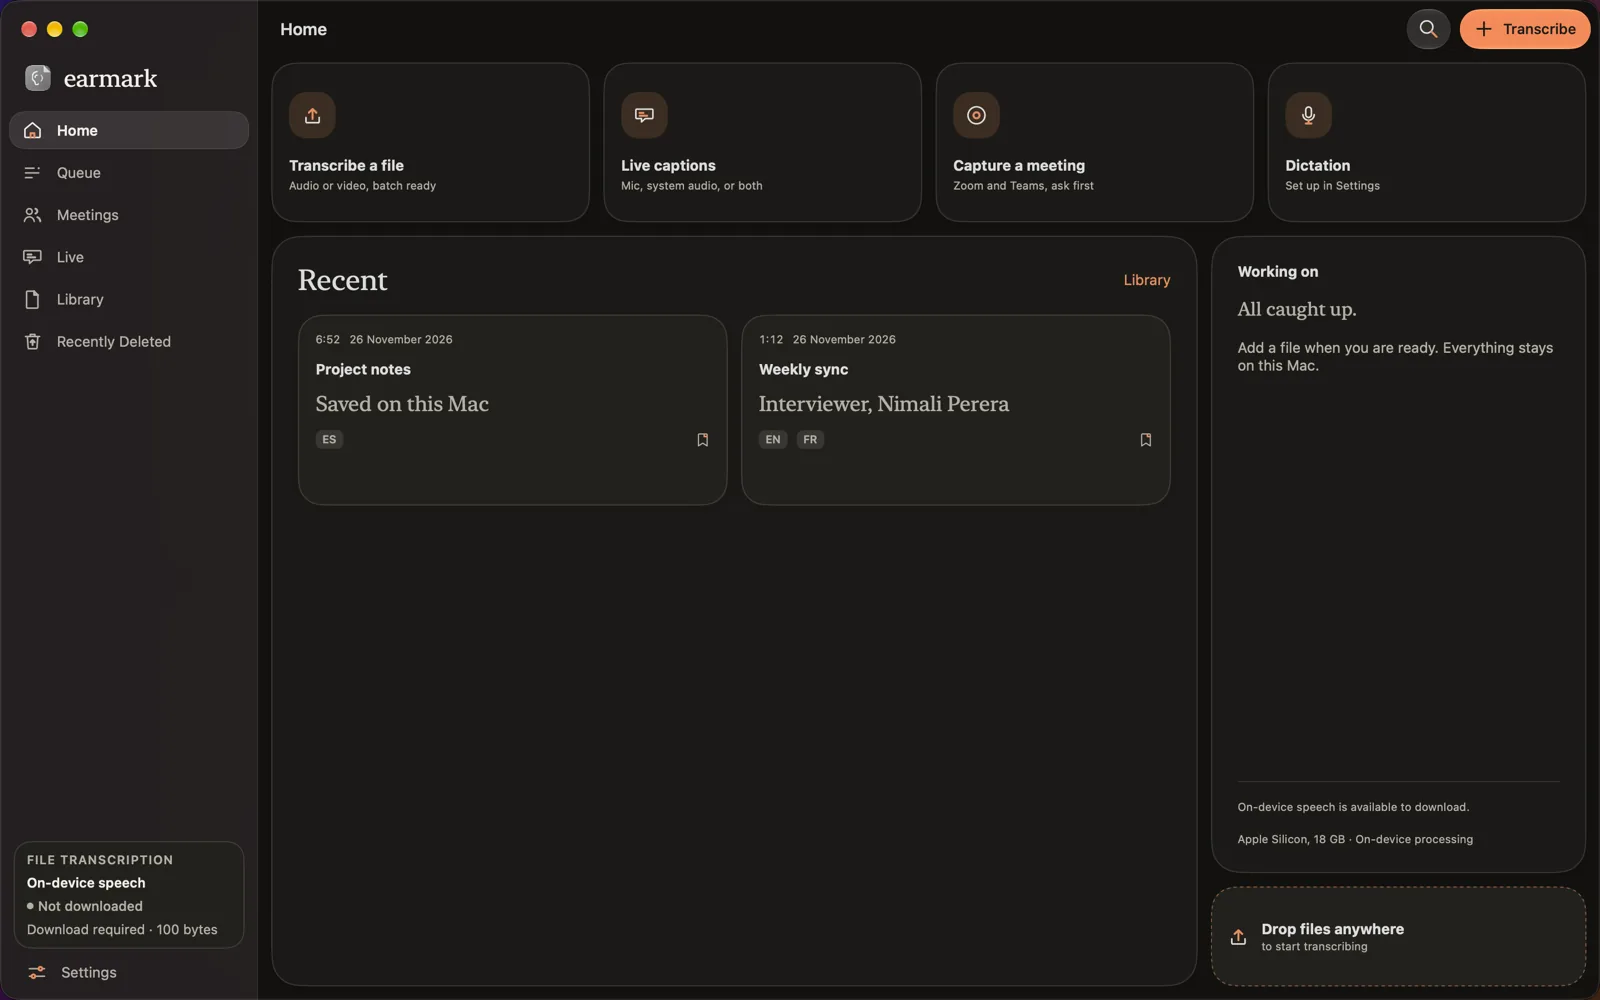 Home
Transcribe
earmark
Home
Queue
Meetings
Live
Library
Recently Deleted
Transcribe a file
Audio or video, batch ready
Live captions
Mic, system audio, or both
Capture a meeting
Zoom and Teams, ask first
Dictation
Set up in Settings
Recent
Library
6:52 26 November 2026
Project notes
Saved on this Mac
ES
1:12 26 November 2026
Weekly sync
Interviewer, Nimali Perera
EN FR
Working on
All caught up.
Add a file when you are ready. Everything stays
on this Mac.
On-device speech is available to download.
Apple Silicon, 18 GB · On-device processing
Drop files anywhere
to start transcribing
FILE TRANSCRIPTION
On-device speech
Not downloaded
Download required · 100 bytes
Settings